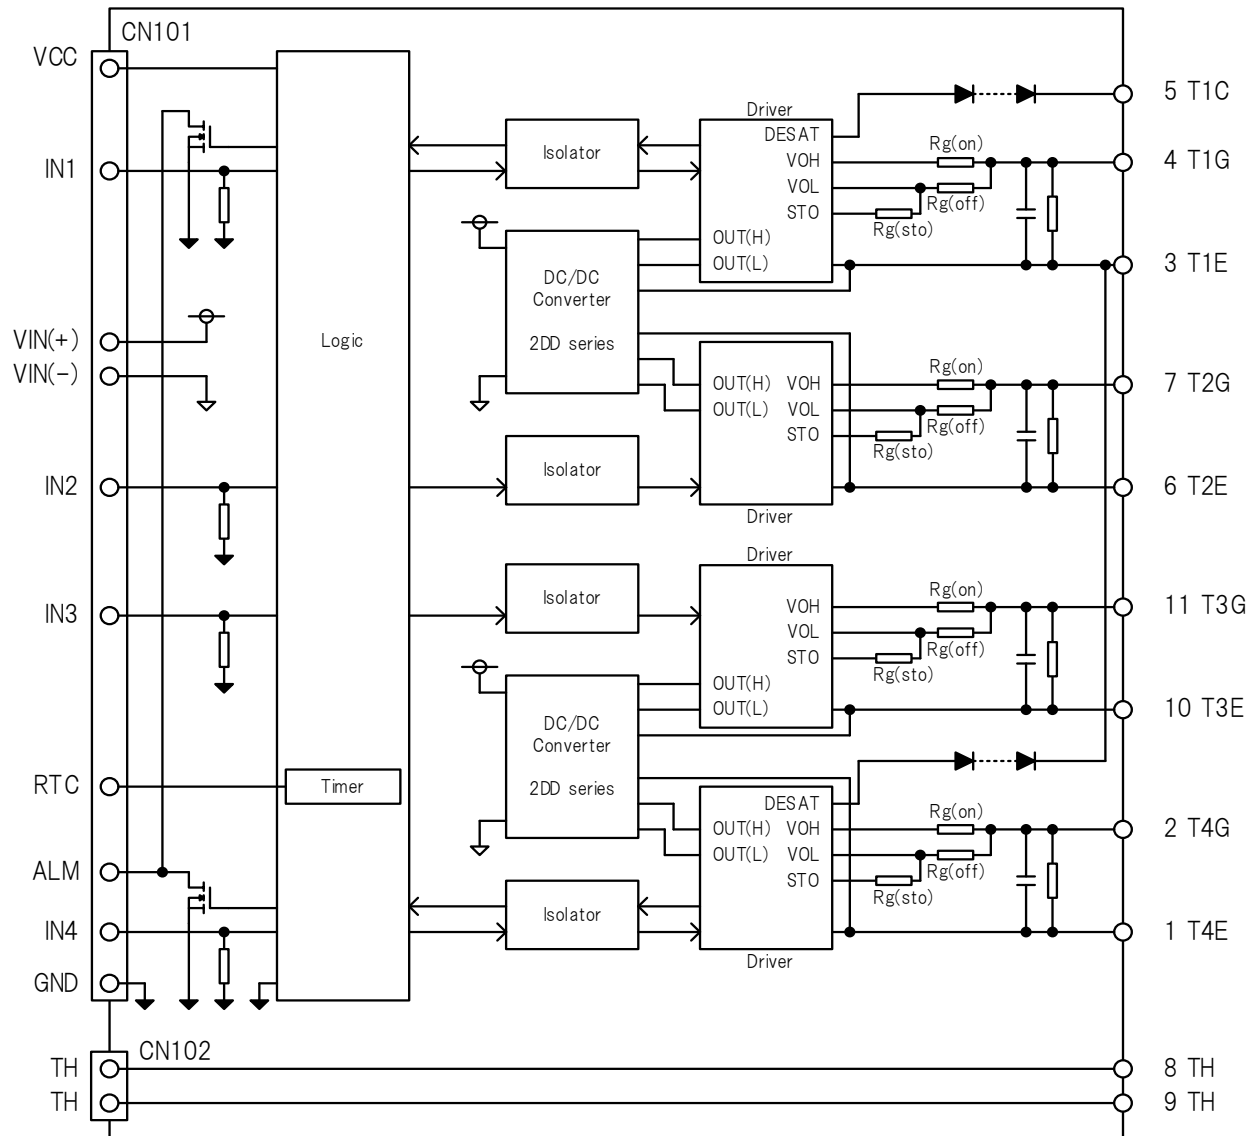 CN101
VCC
5 T1C
Driver
DESAT
Rg(on)
Isolator
VOH
4 T1G
IN1
VOL
Rg(off)
STO
Rg(sto)
OUT(H)
OUT(L)
3 T1E
DC/DC
Converter
2DD series
VIN(+)
Logic
VIN(-)
Rg(on)
OUT(H)
VOH
7 T2G
OUT(L)
VOL
Rg(off)
STO
Rg(sto)
Isolator
IN2
6 T2E
Driver
Driver
Rg(on)
Isolator
VOH
11 T3G
IN3
VOL
Rg(off)
STO
Rg(sto)
OUT(H)
OUT(L)
10 T3E
DC/DC
Converter
2DD series
RTC
Timer
DESAT
Rg(on)
OUT(H)
VOH
2 T4G
OUT(L)
VOL
Rg(off)
ALM
STO
Rg(sto)
Isolator
IN4
1 T4E
Driver
GND
CN102
TH
8 TH
TH
9 TH